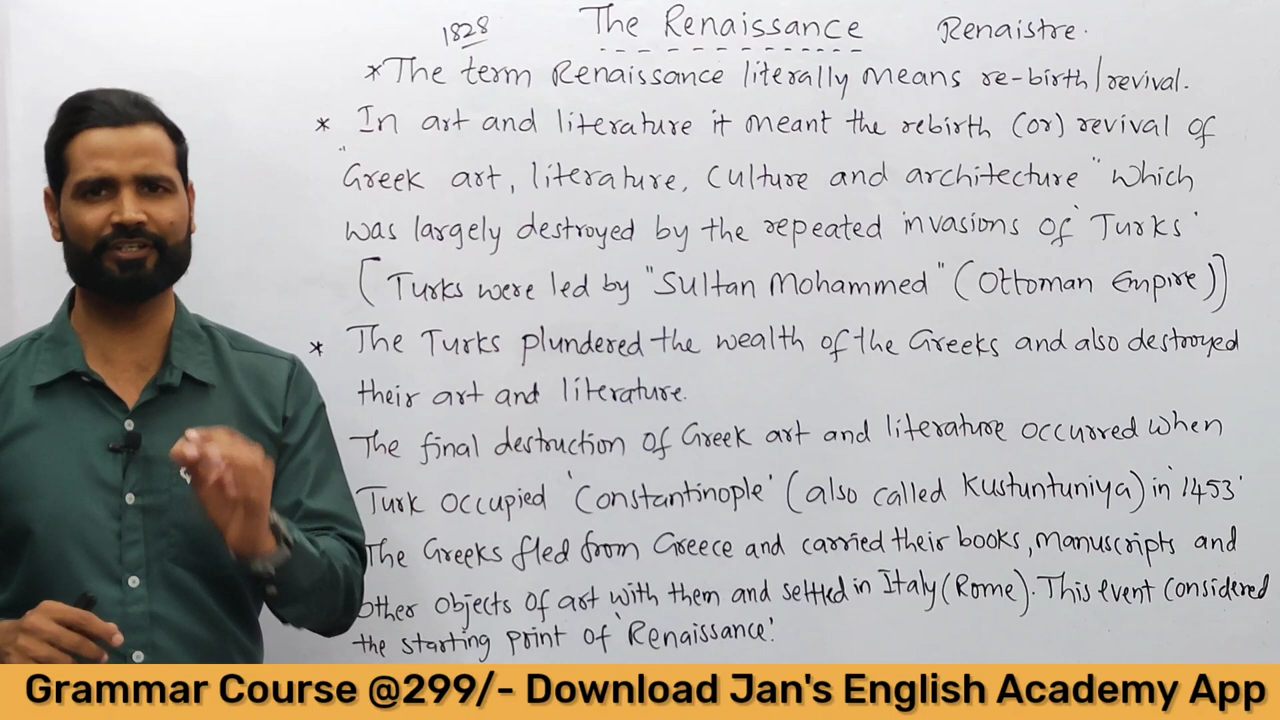 1828 The Renaissance Renaistre.
*The term Renaissance literally means re-birth/revival.
* In art and literature it meant the rebirth (or) revival of
"Greek art, literature, culture and architecture" which
was largely destroyed by the repeated invasions of 'Turks'
[Turks were led by "Sultan Mohammed" (Ottoman Empire)]
* The Turks plundered the wealth of the Greeks and also destroyed
their art and literature.
The final destruction of Greek art and literature occurred when
Turk occupied 'Constantinople' (also called Kustuntuniya) in '1453'
The Greeks fled from Greece and carried their books, manuscripts and
other objects of art with them and settled in Italy (Rome). This event considered
the starting point of 'Renaissance'.
Grammar Course @299/- Download Jan's English Academy App